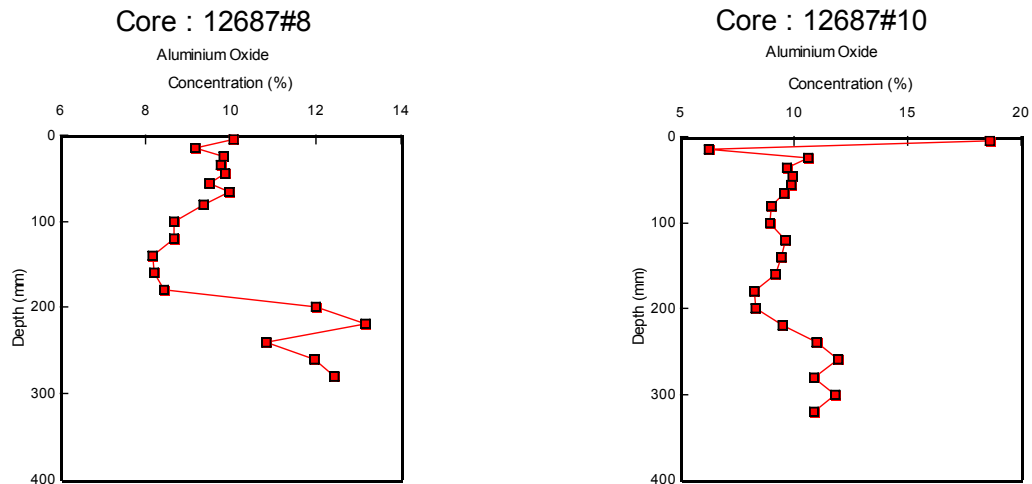 Core : 12687#8
Aluminium Oxide
Concentration (%)
6 8 10 12 14
0
100
200
300
400
Depth (mm)
Core : 12687#10
Aluminium Oxide
Concentration (%)
5 10 15 20
0
100
200
300
400
Depth (mm)